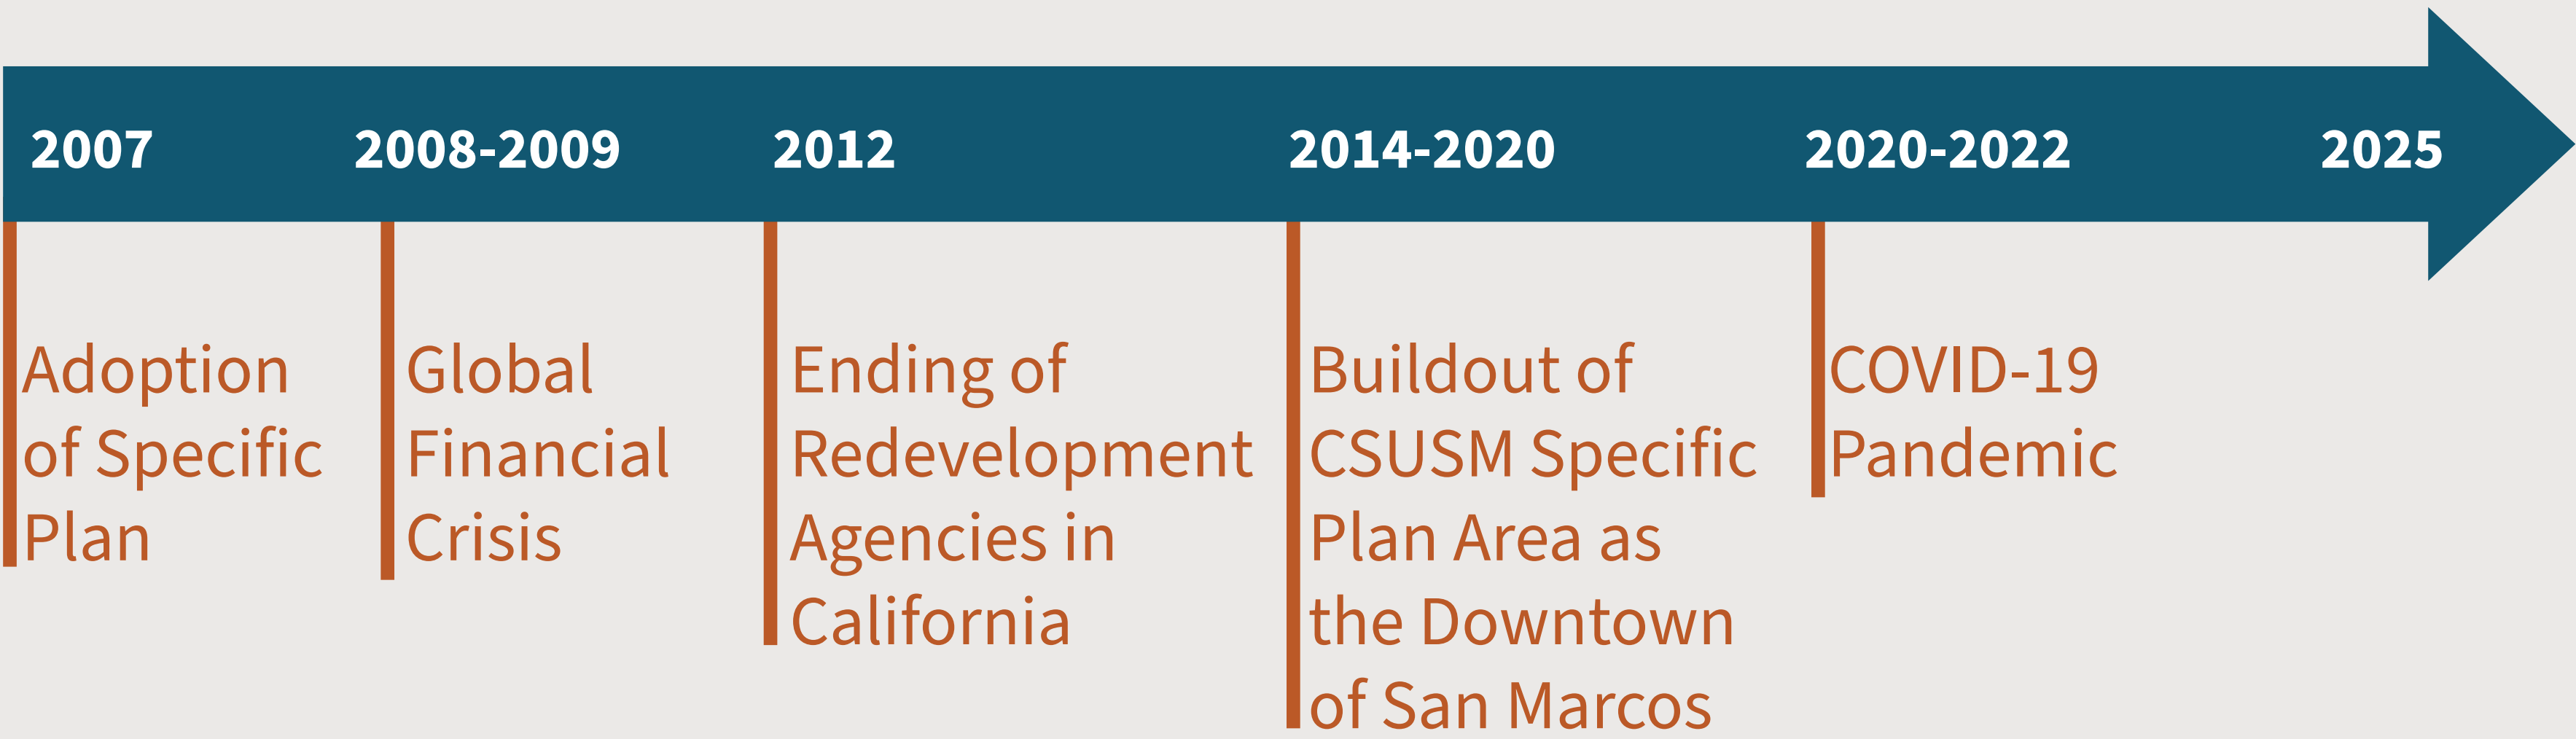 2007
2008-2009
2012
2014-2020
2020-2022
2025
Adoption
of Specific
Plan
Global
Financial
Crisis
Ending of
Redevelopment
Agencies in
California
Buildout of
CSUSM Specific
Plan Area as
the Downtown
of San Marcos
COVID-19
Pandemic